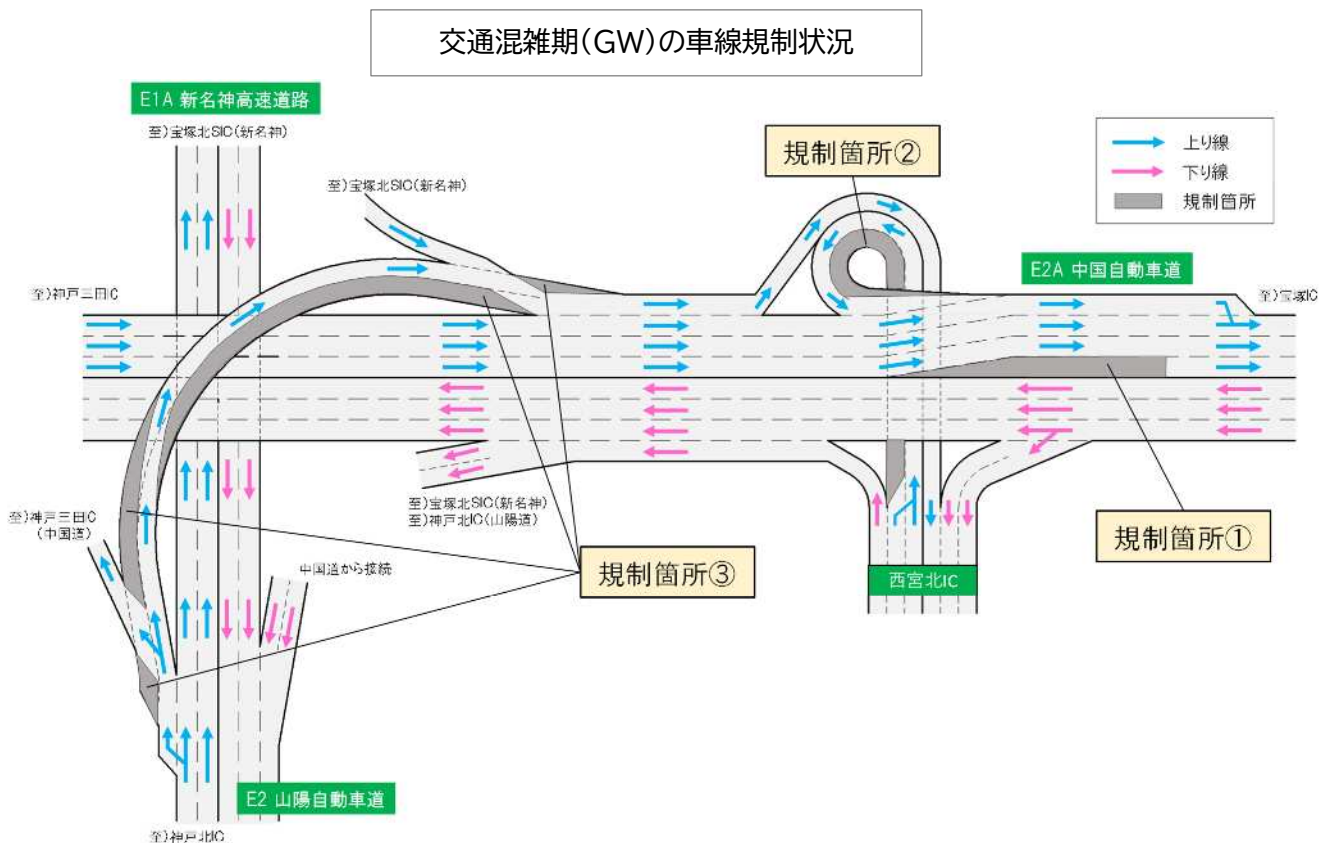 交通混雑期(GW)の車線規制状況
E1A 新名神高速道路
至)宝塚北SIC(新名神)
至)宝塚北SIC(新名神)
規制箇所②
上り線
下り線
規制箇所
E2A 中国自動車道
至)神戸三田IC
至)宝塚IC
至)宝塚北SIC(新名神)
至)神戸北IC(山陽道)
至)神戸三田IC
(中国道)
中国道から接続
規制箇所③
規制箇所①
西宮北IC
E2 山陽自動車道
至)神戸北IC